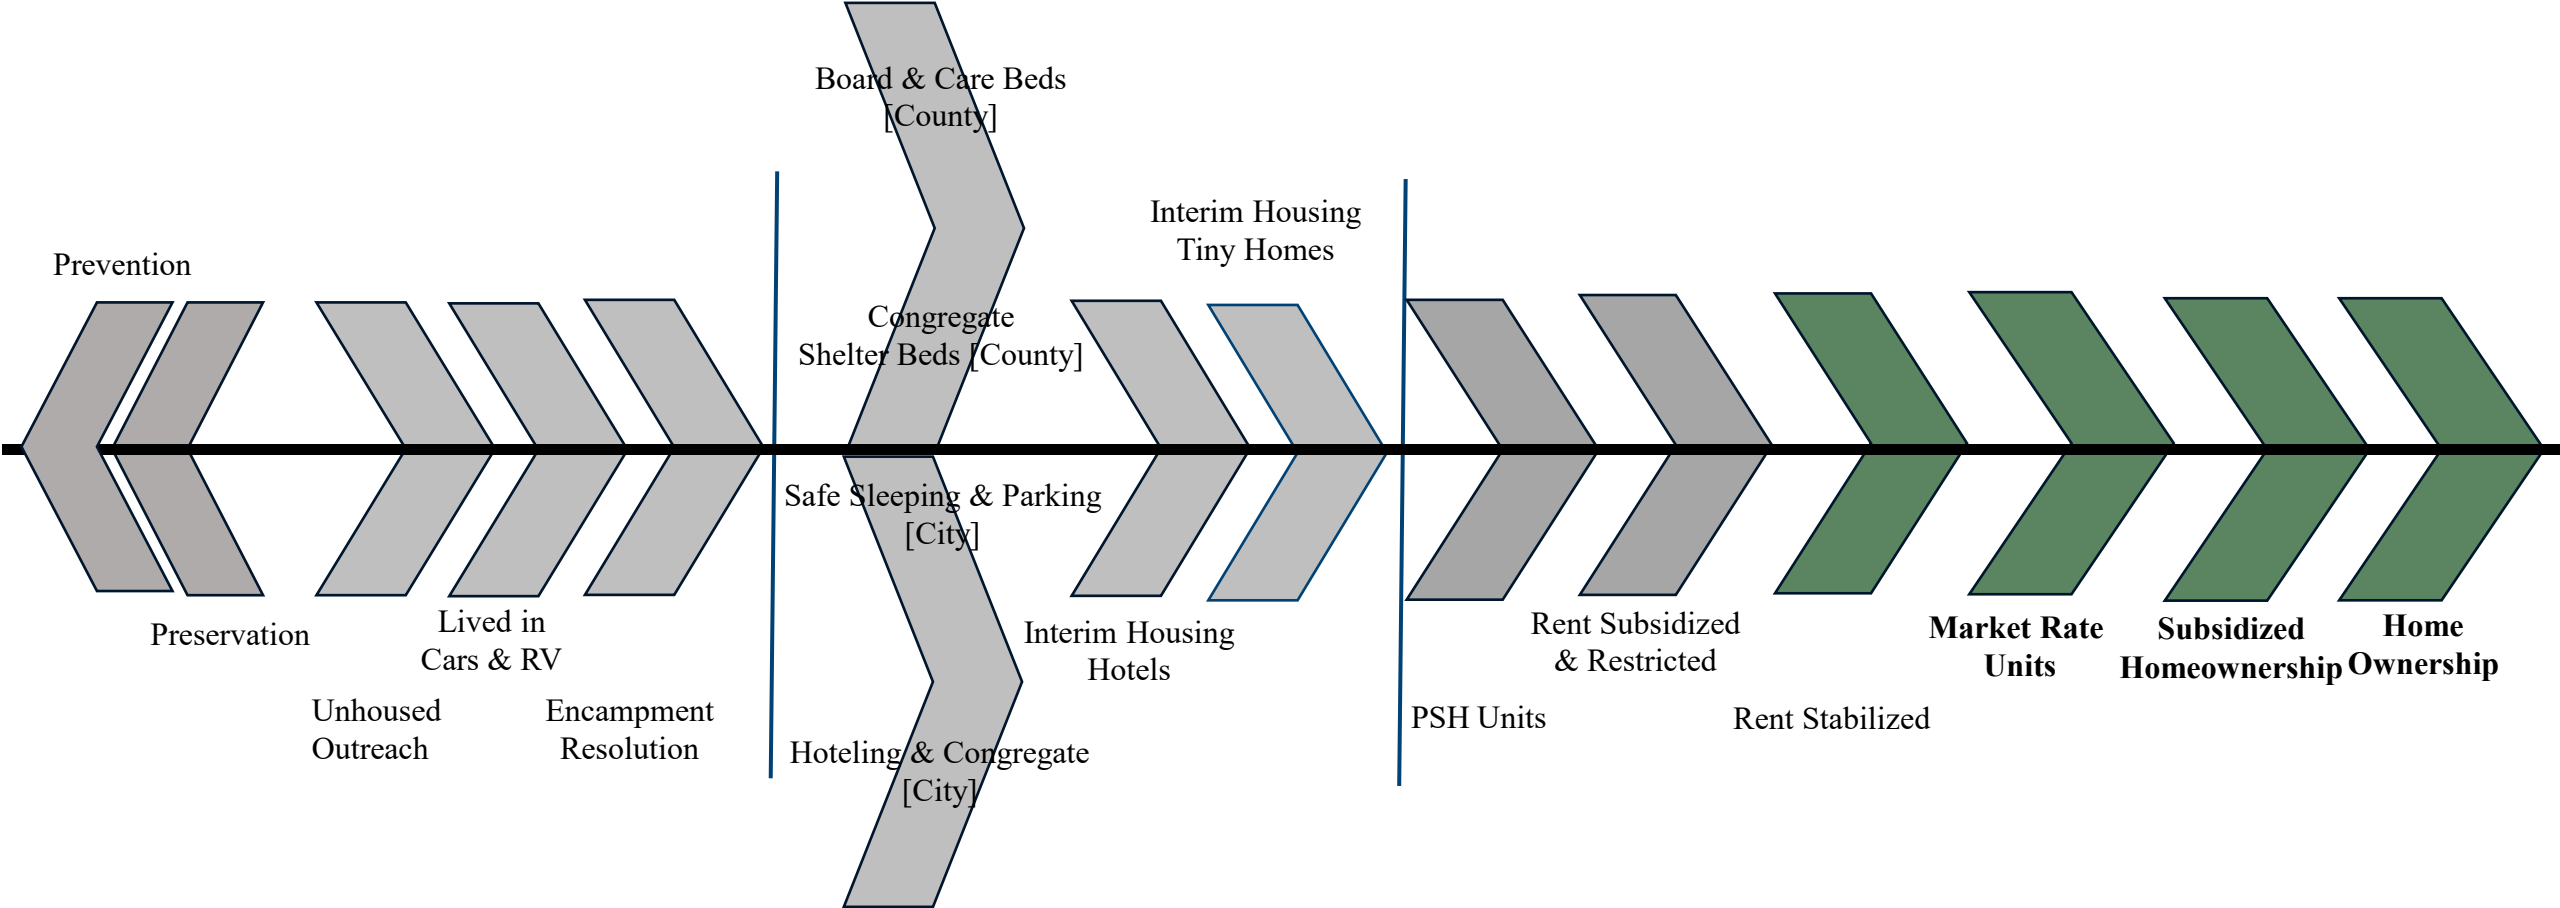 Board & Care Beds
[County]
Interim Housing
Tiny Homes
Prevention
Congregate
Shelter Beds [County]
Safe Sleeping & Parking
[City]
Preservation
Lived in
Cars & RV
Unhoused
Outreach
Encampment
Resolution
Hoteling & Congregate
[City]
Interim Housing
Hotels
PSH Units
Rent Subsidized
& Restricted
Rent Stabilized
Market Rate
Units
Subsidized
Homeownership
Home
Ownership